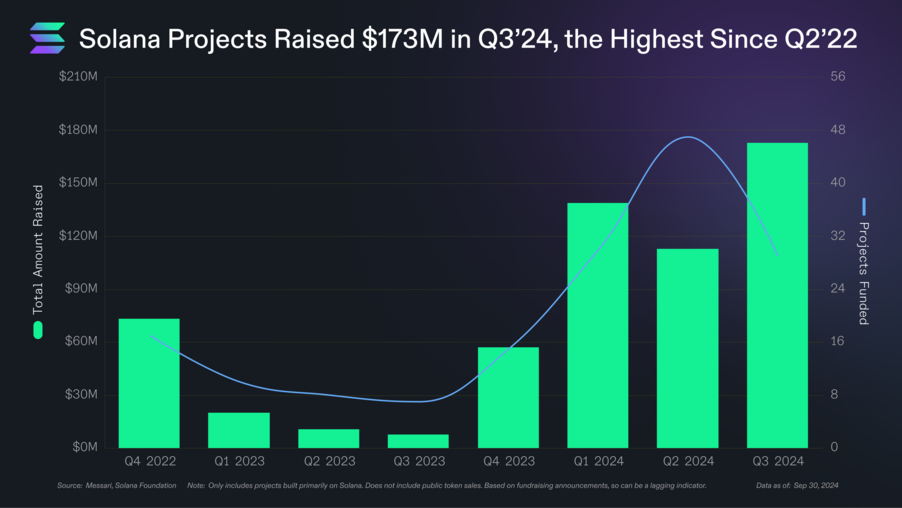 Solana Projects Raised $173M in Q3’24, the Highest Since Q2’22
$210M
$180M
$150M
$120M
$90M
$60M
$30M
$0M
Total Amount Raised
56
48
40
32
24
16
8
0
Projects Funded
Q4 2022 Q1 2023 Q2 2023 Q3 2023 Q4 2023 Q1 2024 Q2 2024 Q3 2024
Source: Messari, Solana Foundation Note: Only includes projects built primarily on Solana. Does not include public token sales. Based on fundraising announcements, so can be a lagging indicator. Data as of: Sep 30, 2024